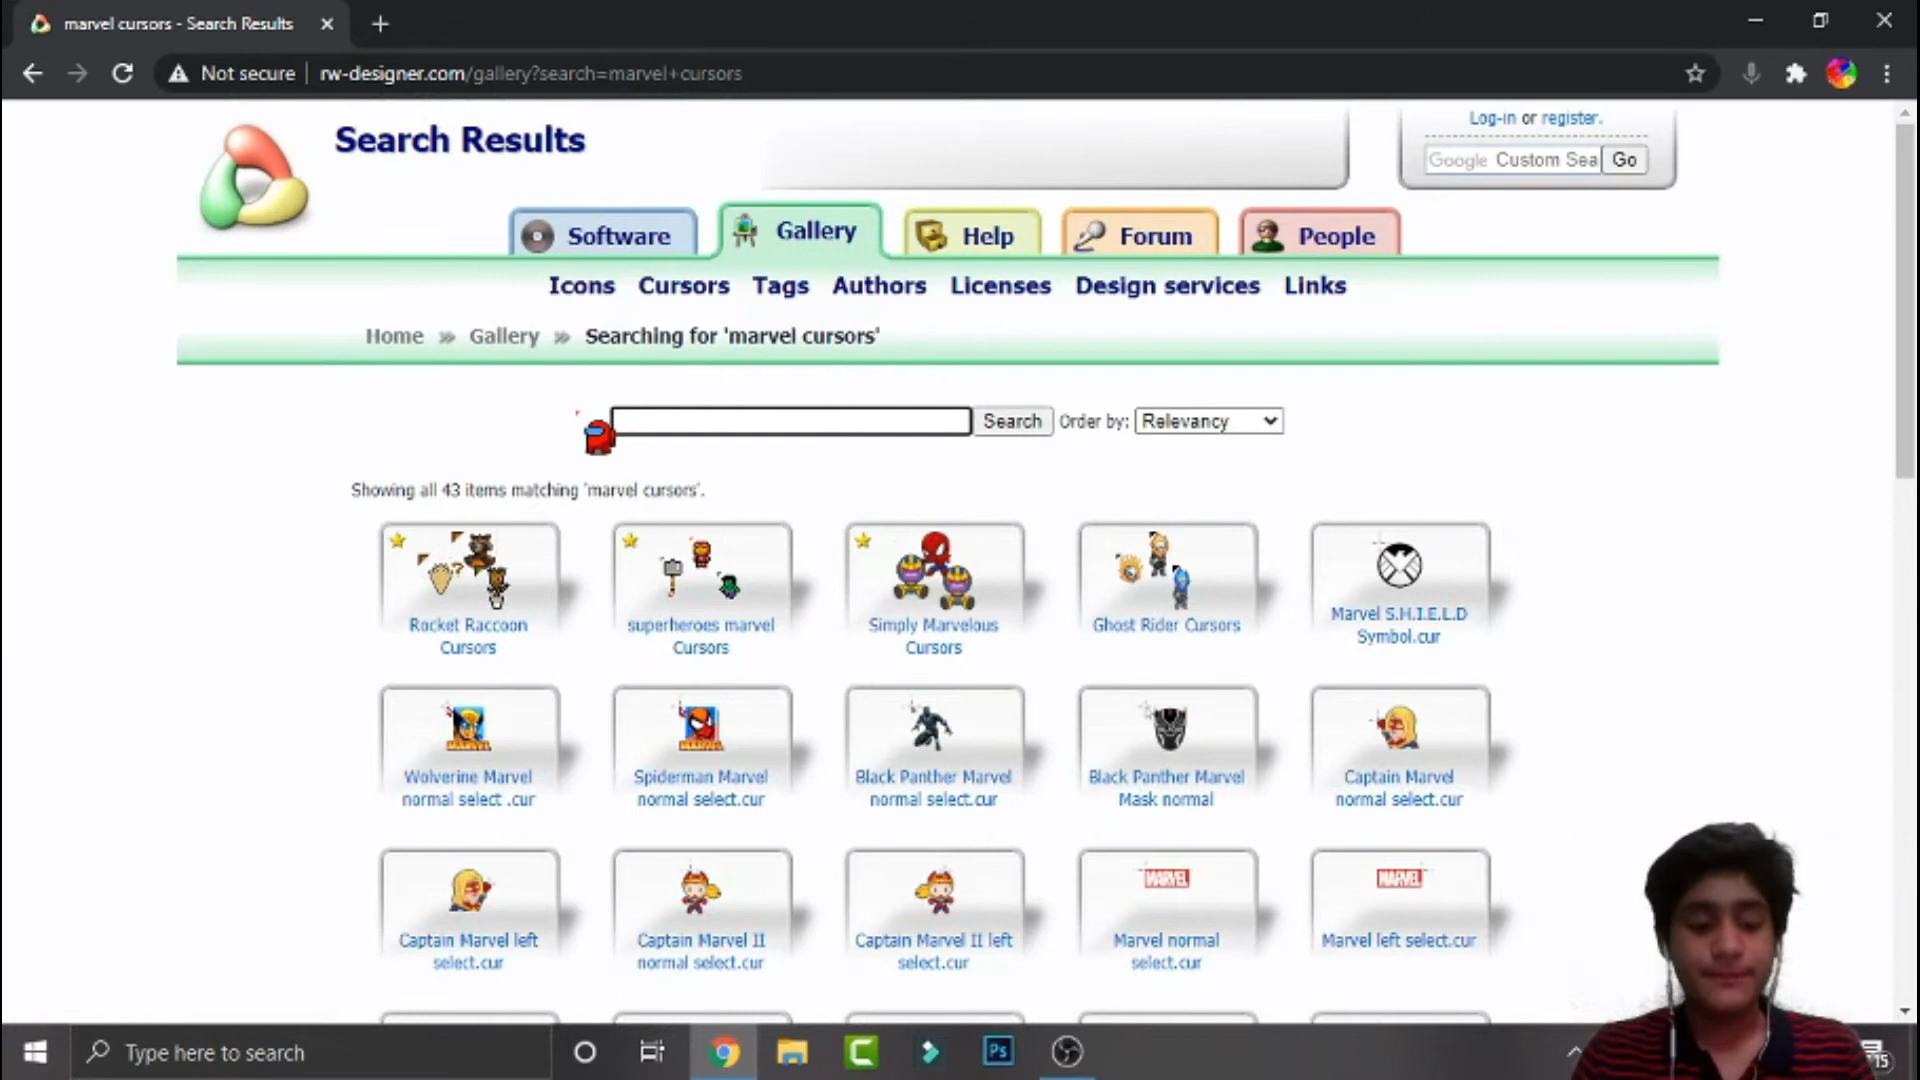 marvel cursors - Search Results
Not secure
rw-designer.com/gallery?search=marvel+cursors
Search Results
Log-in or register.
Google Custom Sea
Go
Software
Gallery
Help
Forum
People
Icons
Cursors
Tags
Authors
Licenses
Design services
Links
Home » Gallery » Searching for 'marvel cursors'
Search
Order by:
Relevancy
Showing all 43 items matching 'marvel cursors'.
Rocket Raccoon
Cursors
superheroes marvel
Cursors
Simply Marvelous
Cursors
Ghost Rider Cursors
Marvel S.H.I.E.L.D
Symbol.cur
MARVEL
Wolverine Marvel
normal select .cur
MARVEL
Spiderman Marvel
normal select.cur
Black Panther Marvel
normal select.cur
Black Panther Marvel
Mask normal
Captain Marvel
normal select.cur
Captain Marvel left
select.cur
Captain Marvel II
normal select.cur
Captain Marvel II left
select.cur
MARVEL
Marvel normal
select.cur
MARVEL
Marvel left select.cur
Type here to search
Ps
15